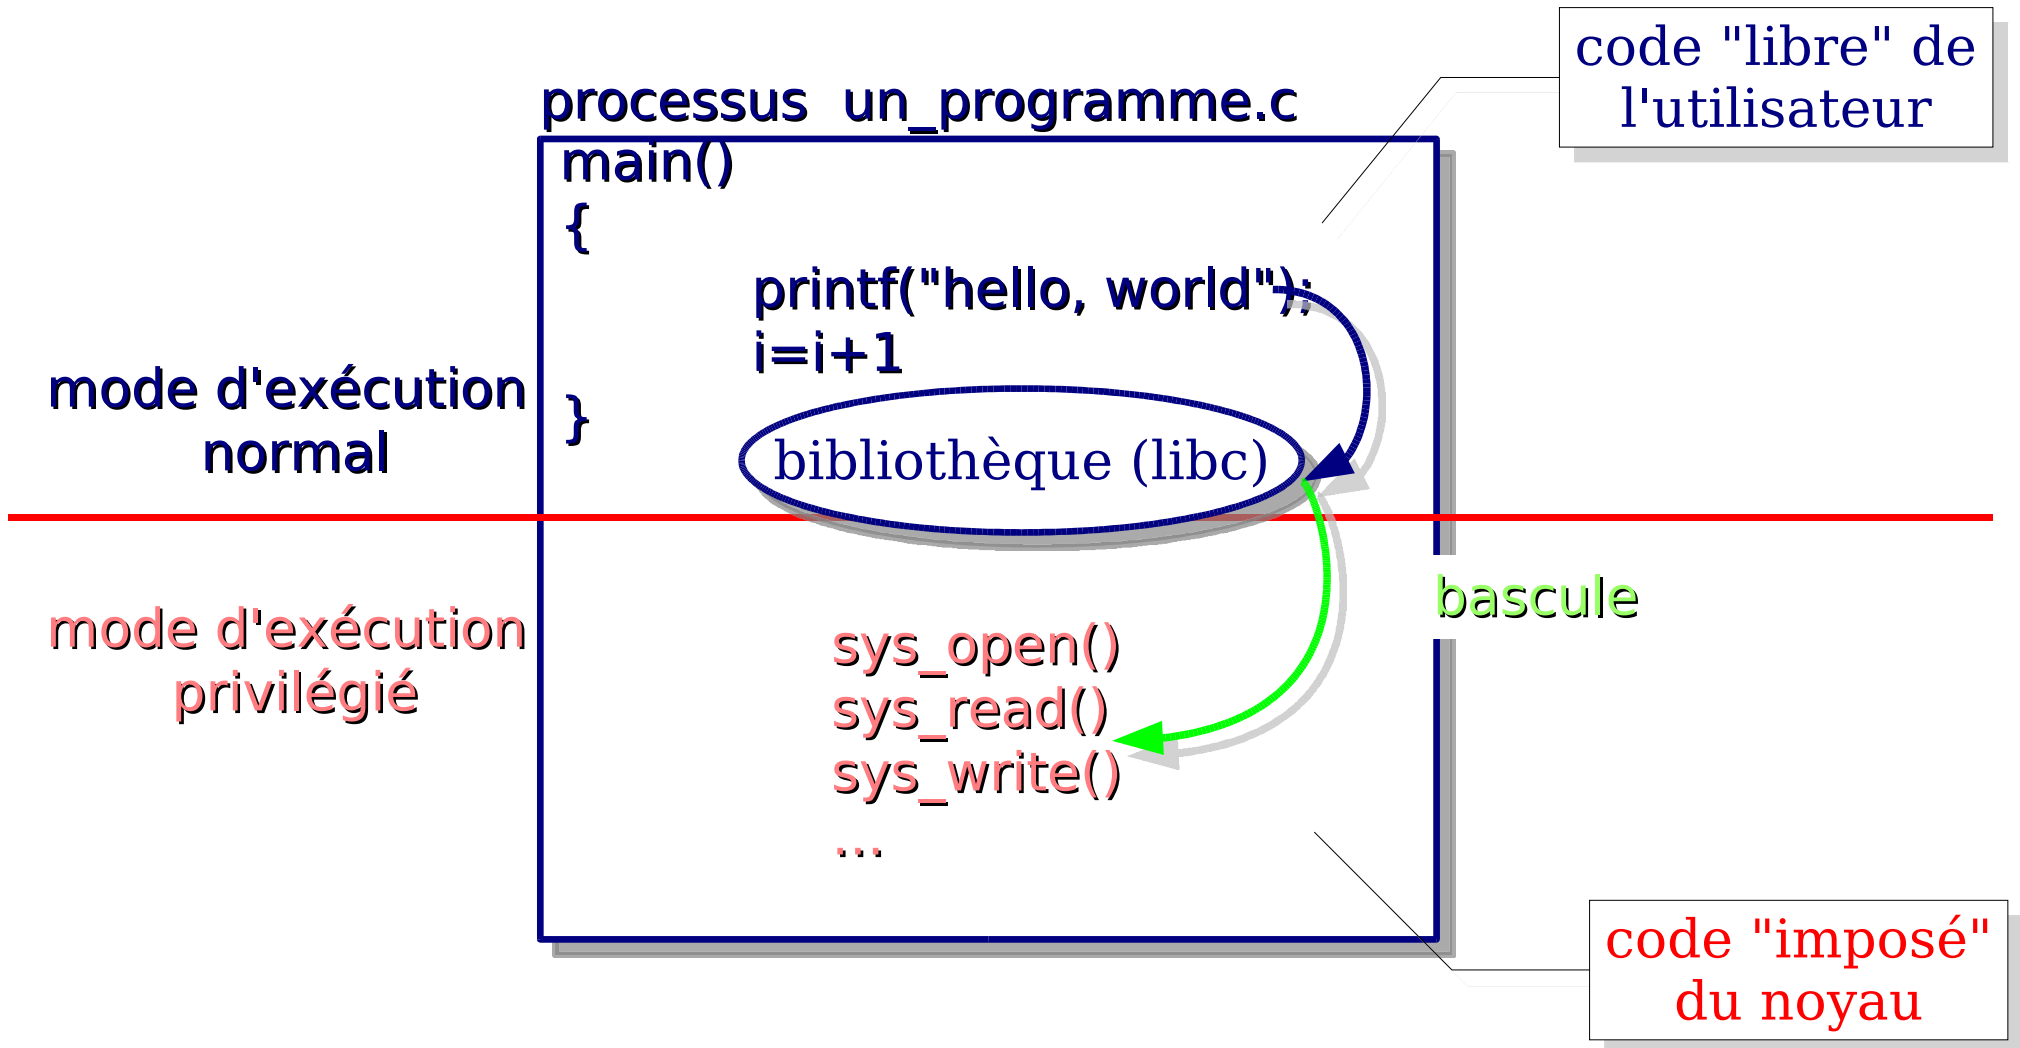 code "libre" de
l'utilisateur
processus  un_programme.c
main()
{
printf("hello, world");
i=i+1
}
mode d'exécution
normal
bibliothèque (libc)
bascule
mode d'exécution
privilégié
sys_open()
sys_read()
sys_write()
...
code "imposé"
du noyau